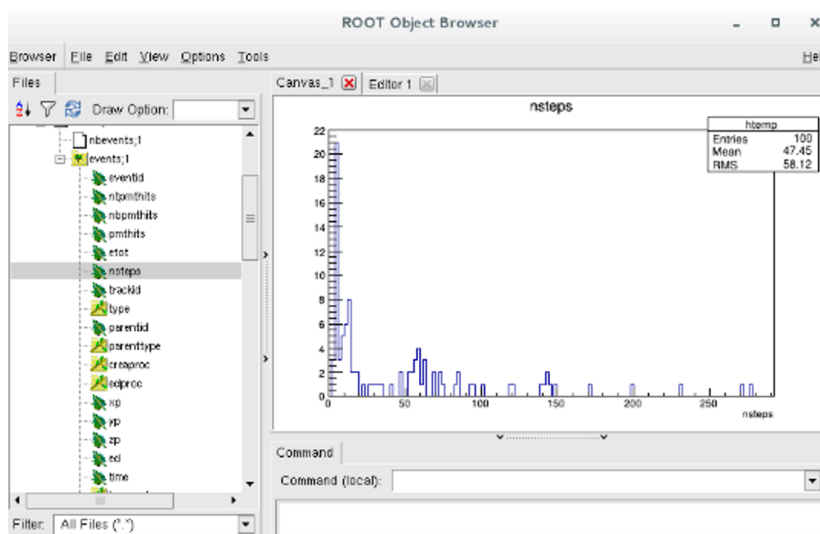 ROOT Object Browser
Browser File Edit View Options Tools
Files
Draw Option:
nbevents;1
events;1
eventid
ntpmthits
nbpmthits
pmthits
etot
nsteps
trackid
type
parentid
parenttype
creaproc
edproc
xp
yp
zp
ed
time
Filter: All Files (*.*)
Canvas_1 Editor 1
nsteps
htemp
Entries 100
Mean 47.45
RMS 58.12
22
20
18
16
14
12
10
8
6
4
2
0
0 50 100 150 200 250
nsteps
Command
Command (local):